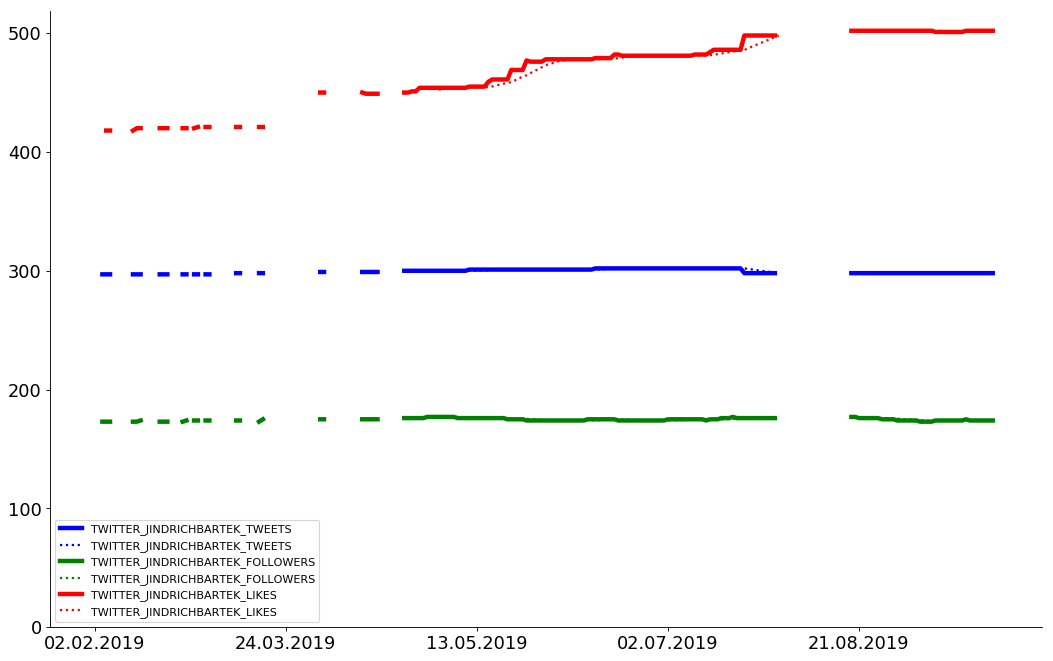 500
400
300
200
100
0
TWITTER_JINDRICHBARTEK_TWEETS
TWITTER_JINDRICHBARTEK_TWEETS
TWITTER_JINDRICHBARTEK_FOLLOWERS
TWITTER_JINDRICHBARTEK_FOLLOWERS
TWITTER_JINDRICHBARTEK_LIKES
TWITTER_JINDRICHBARTEK_LIKES
02.02.2019 24.03.2019 13.05.2019 02.07.2019 21.08.2019